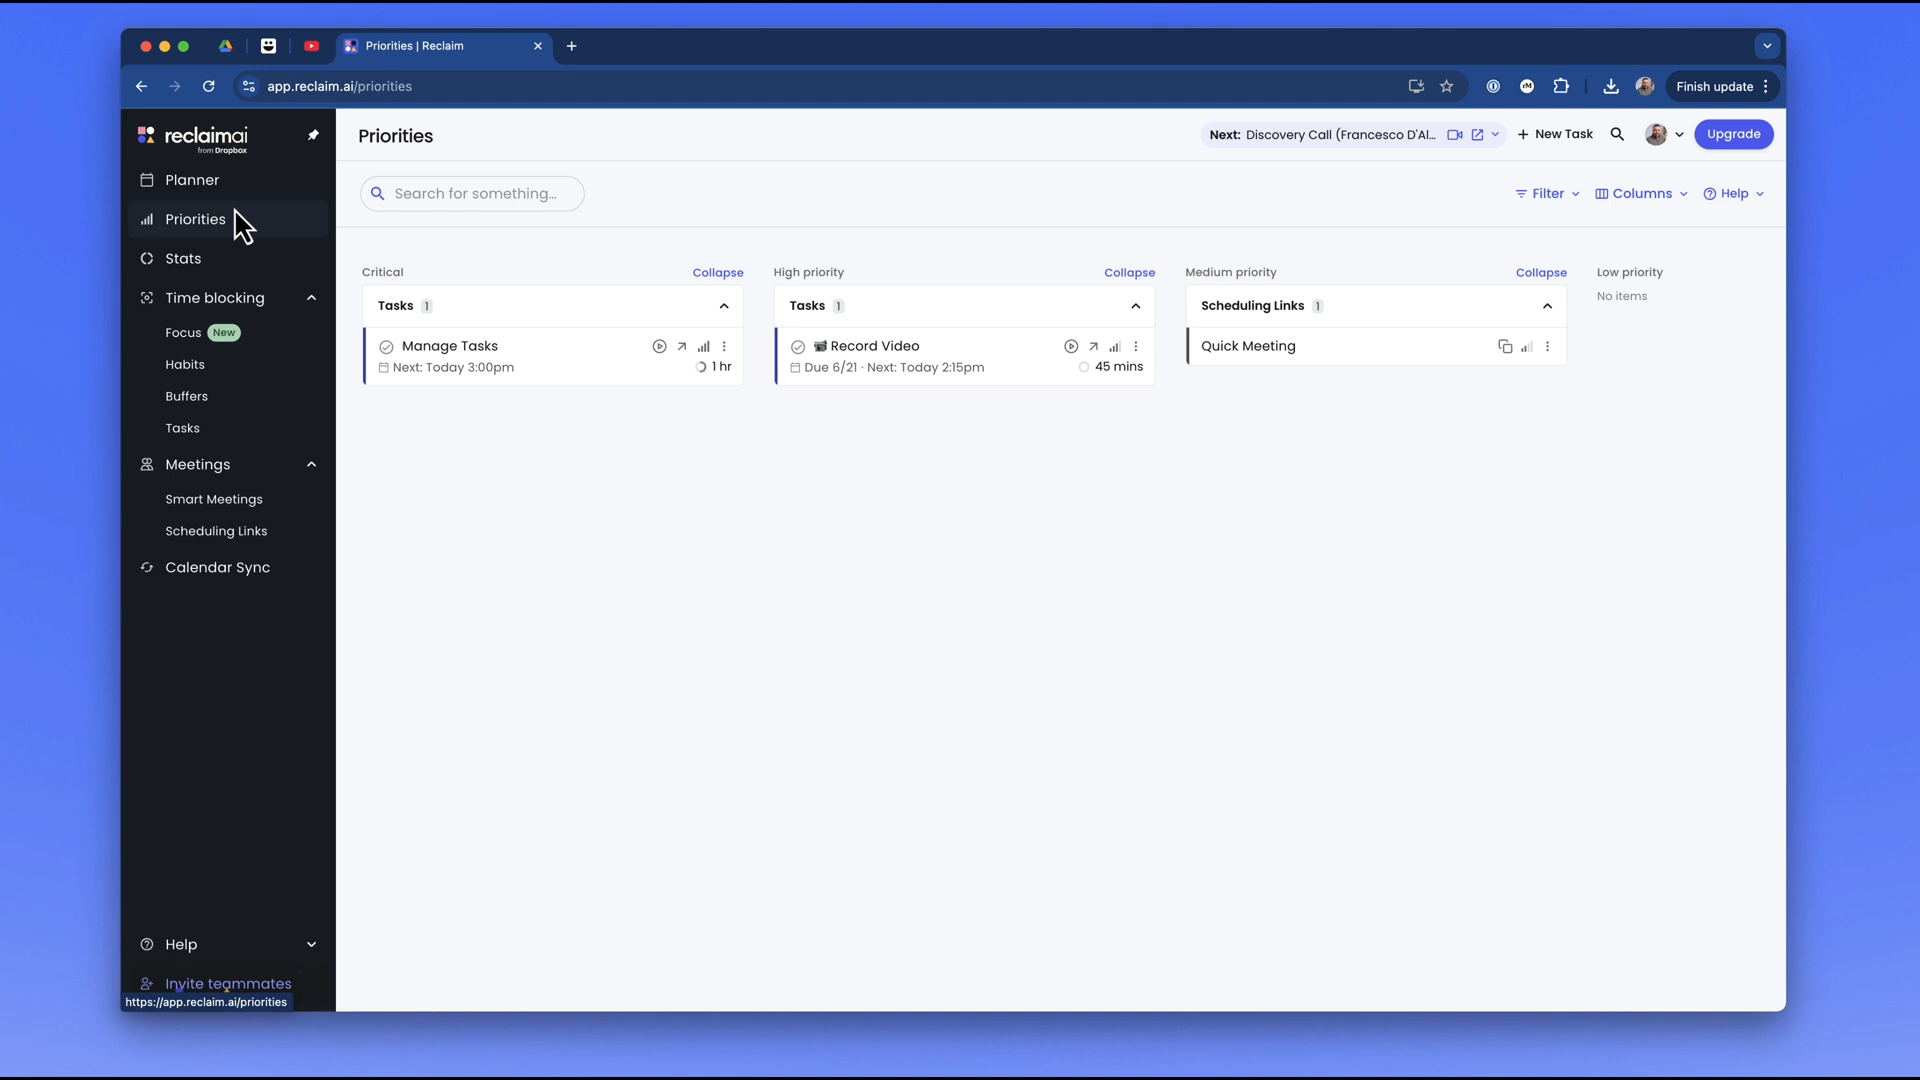 Priorities | Reclaim
app.reclaim.ai/priorities
Finish update
reclaimai
from Dropbox
Planner
Priorities
Stats
Time blocking
Focus New
Habits
Buffers
Tasks
Meetings
Smart Meetings
Scheduling Links
Calendar Sync
Help
Invite teammates
https://app.reclaim.ai/priorities
Priorities
Next: Discovery Call (Francesco D'Al...
New Task
Upgrade
Search for something...
Filter
Columns
Help
Critical
Collapse
Tasks 1
Manage Tasks
Next: Today 3:00pm
1 hr
High priority
Collapse
Tasks 1
Record Video
Due 6/21 · Next: Today 2:15pm
45 mins
Medium priority
Collapse
Scheduling Links 1
Quick Meeting
Low priority
No items